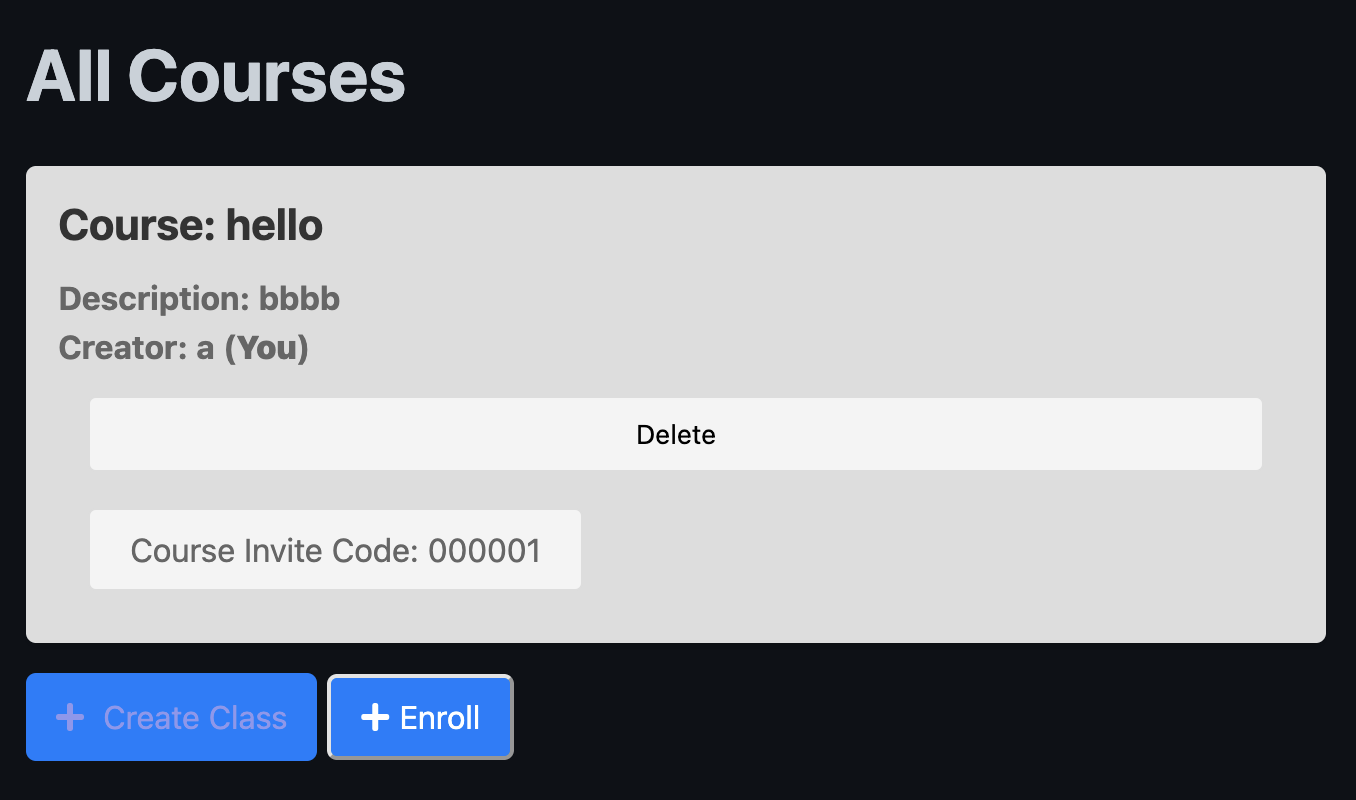 All Courses
Course: hello
Description: bbbb
Creator: a (You)
Delete
Course Invite Code: 000001
+ Create Class + Enroll